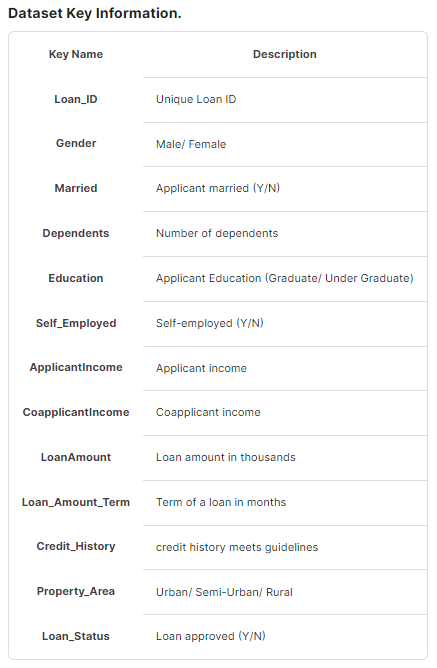 Dataset Key Information.
Key Name Description
Loan_ID Unique Loan ID
Gender Male/ Female
Married Applicant married (Y/N)
Dependents Number of dependents
Education Applicant Education (Graduate/ Under Graduate)
Self_Employed Self-employed (Y/N)
ApplicantIncome Applicant income
CoapplicantIncome Coapplicant income
LoanAmount Loan amount in thousands
Loan_Amount_Term Term of a loan in months
Credit_History credit history meets guidelines
Property_Area Urban/ Semi-Urban/ Rural
Loan_Status Loan approved (Y/N)